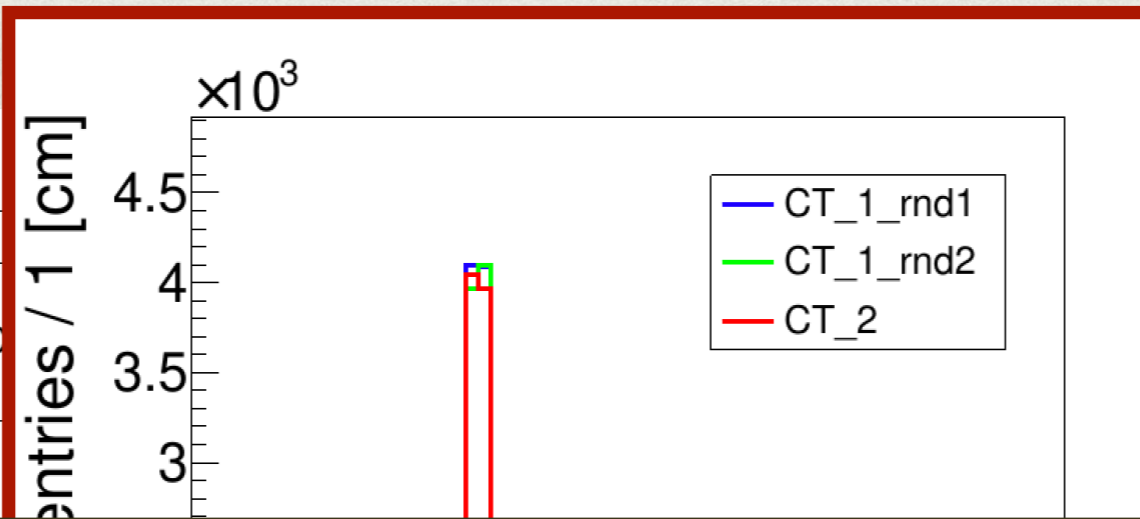 ×10³
entries / 1 [cm]
4.5
4
3.5
3
CT_1_rnd1
CT_1_rnd2
CT_2